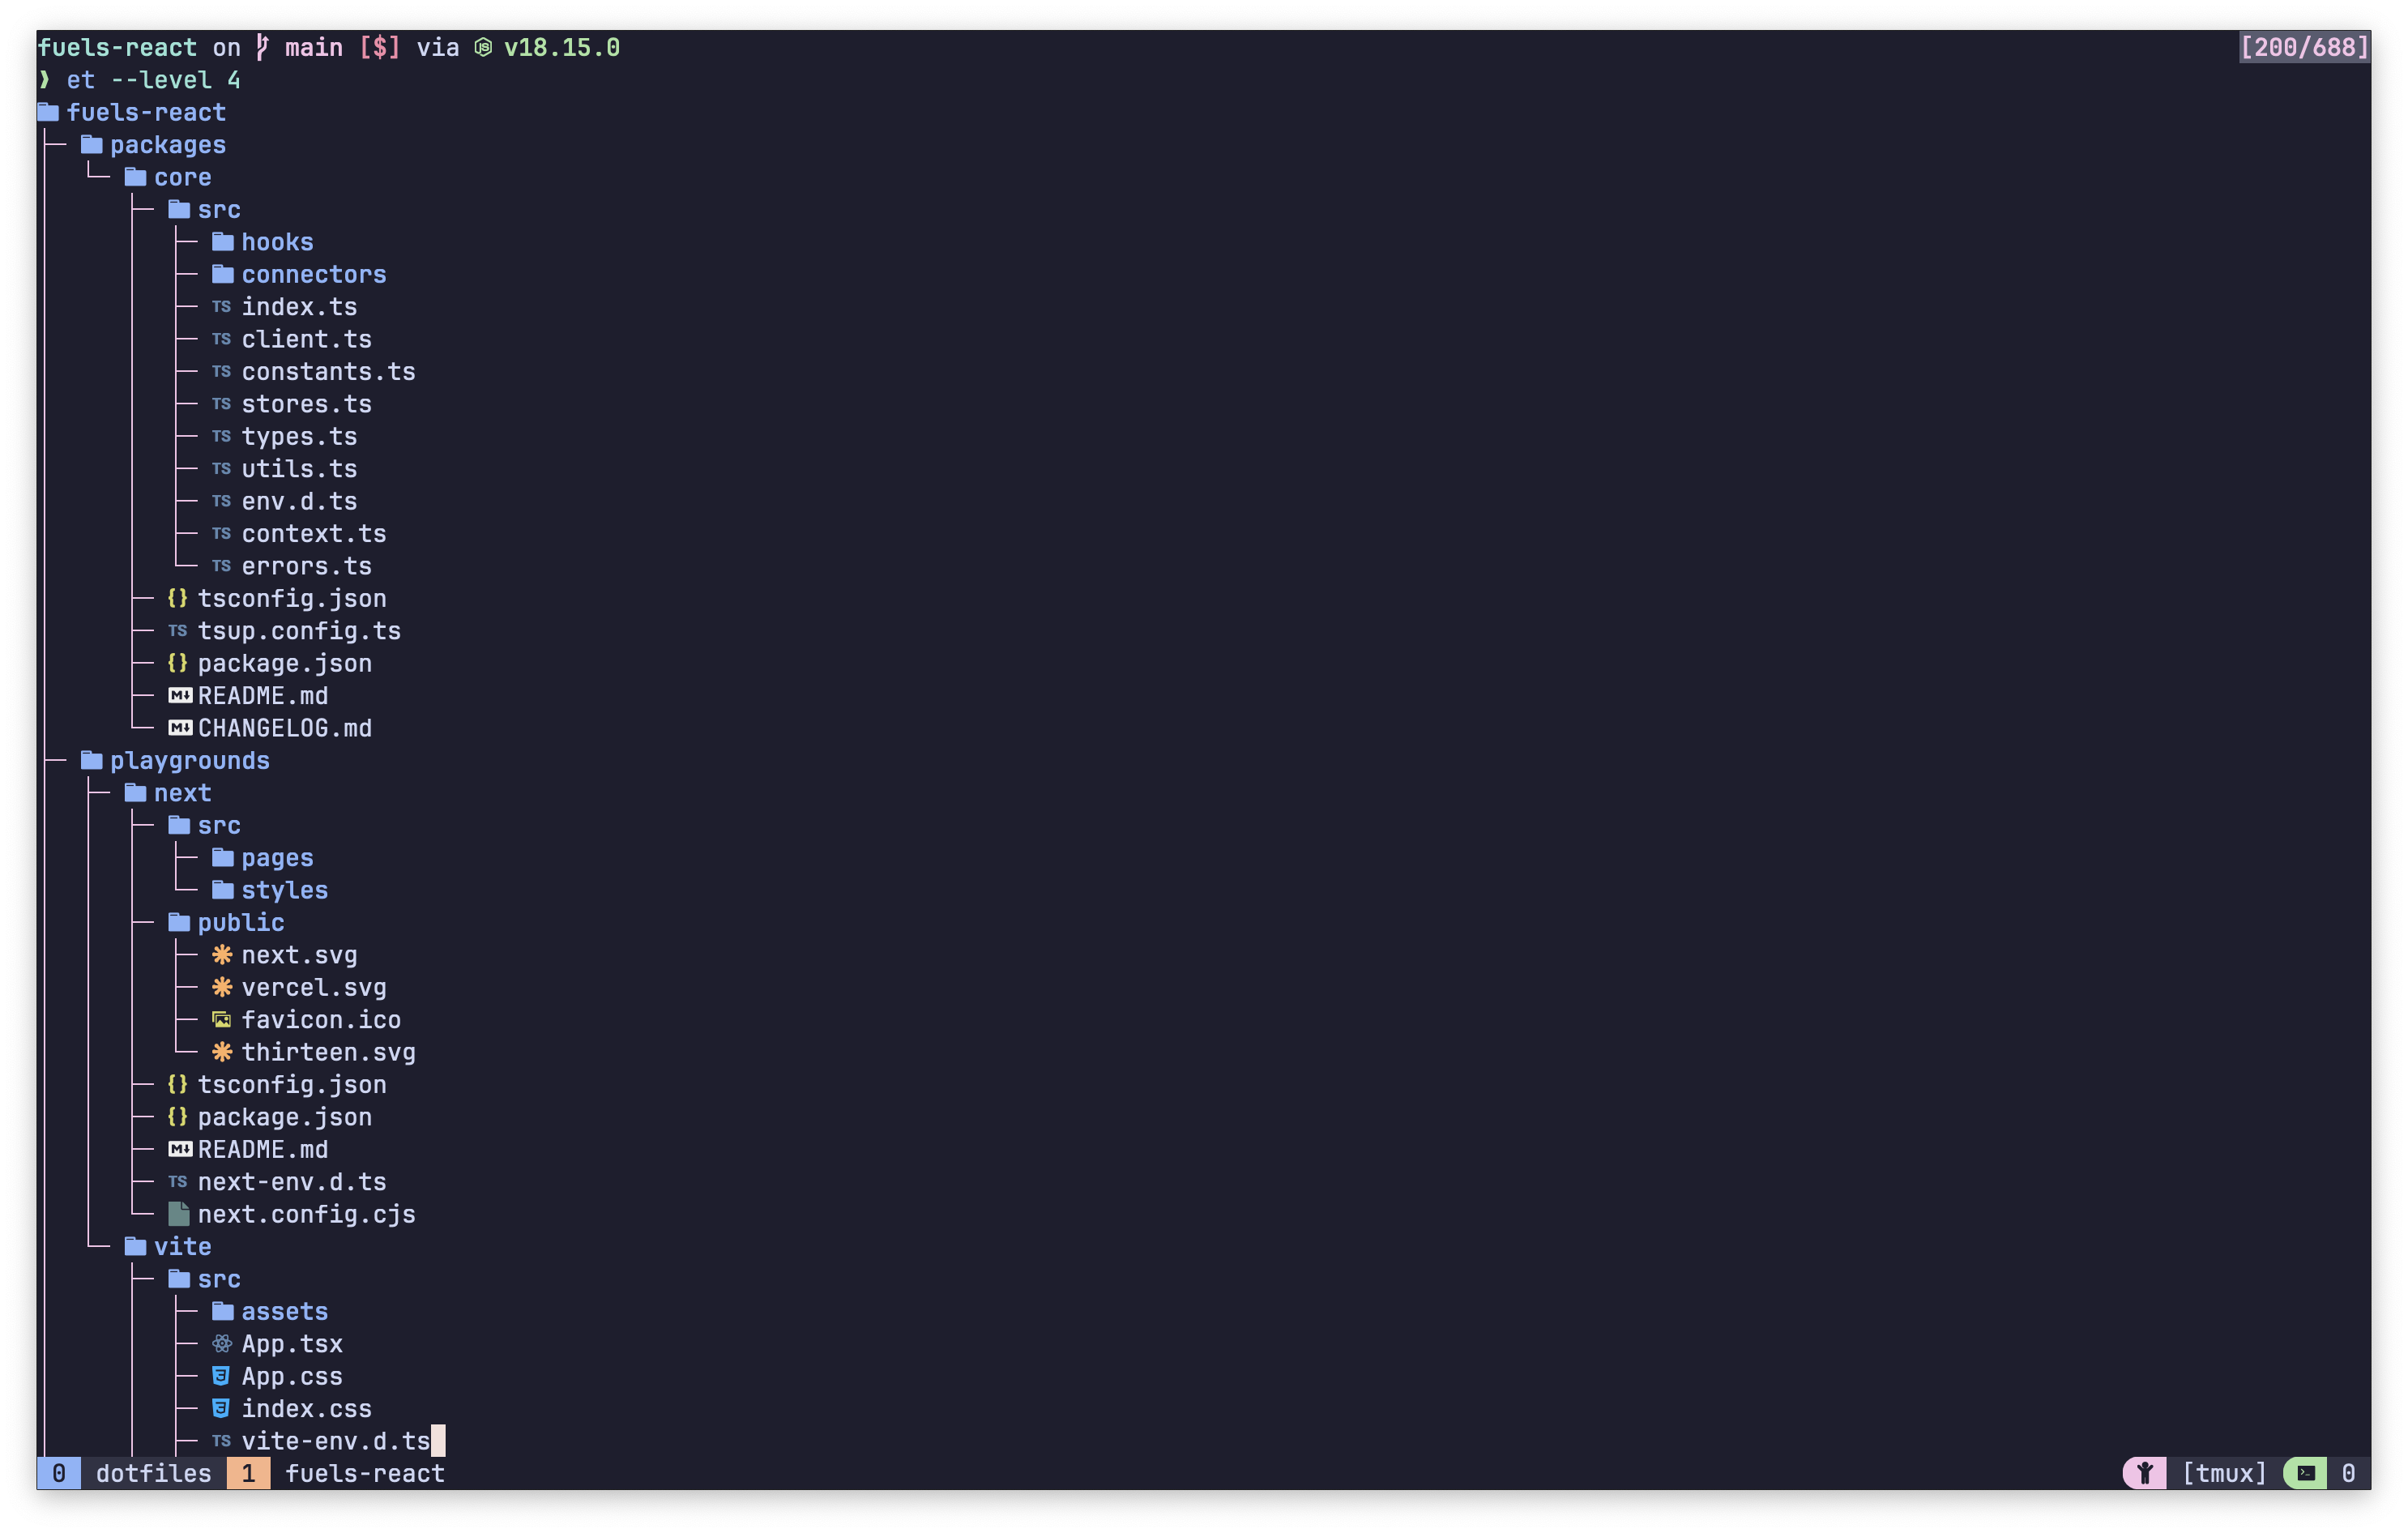 fuels-react on main [$] via v18.15.0 [200/688]
❯ et --level 4
fuels-react
packages
core
src
hooks
connectors
TS index.ts
TS client.ts
TS constants.ts
TS stores.ts
TS types.ts
TS utils.ts
TS env.d.ts
TS context.ts
TS errors.ts
{} tsconfig.json
TS tsup.config.ts
{} package.json
README.md
CHANGELOG.md
playgrounds
next
src
pages
styles
public
next.svg
vercel.svg
favicon.ico
thirteen.svg
{} tsconfig.json
{} package.json
README.md
TS next-env.d.ts
next.config.cjs
vite
src
assets
App.tsx
App.css
index.css
TS vite-env.d.ts
0 dotfiles 1 fuels-react [tmux] 0